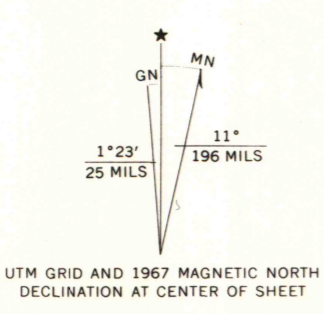 ★
MN
GN
1°23'
25 MILS
11°
196 MILS
UTM GRID AND 1967 MAGNETIC NORTH
DECLINATION AT CENTER OF SHEET